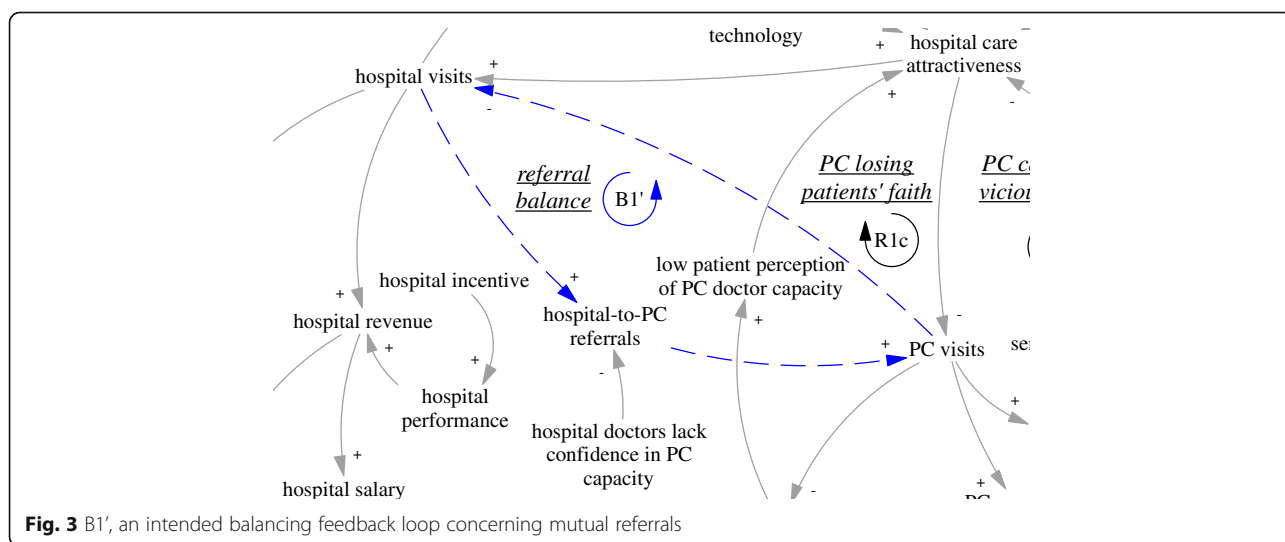 technology
+
hospital care
attractiveness
hospital visits
+
-
+
-
referral
balance
B1'
PC losing
patients' faith
R1c
PC
viciou
low patient perception
of PC doctor capacity
hospital incentive
+
+
hospital revenue
hospital-to-PC
referrals
+
-
+
PC visits
+
+
-
hospital
performance
+
hospital doctors lack
confidence in PC
capacity
+
hospital salary
-
+
Fig. 3 B1', an intended balancing feedback loop concerning mutual referrals